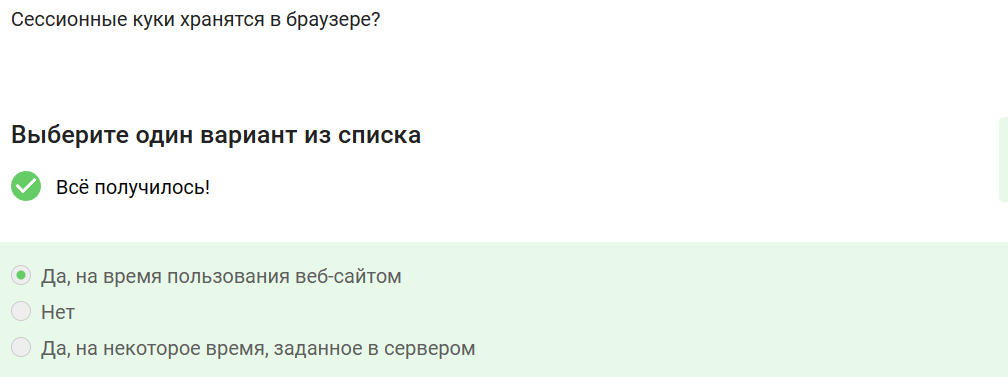 Сессионные куки хранятся в браузере?
Выберите один вариант из списка
Всё получилось!
Да, на время пользования веб-сайтом
Нет
Да, на некоторое время, заданное в сервером